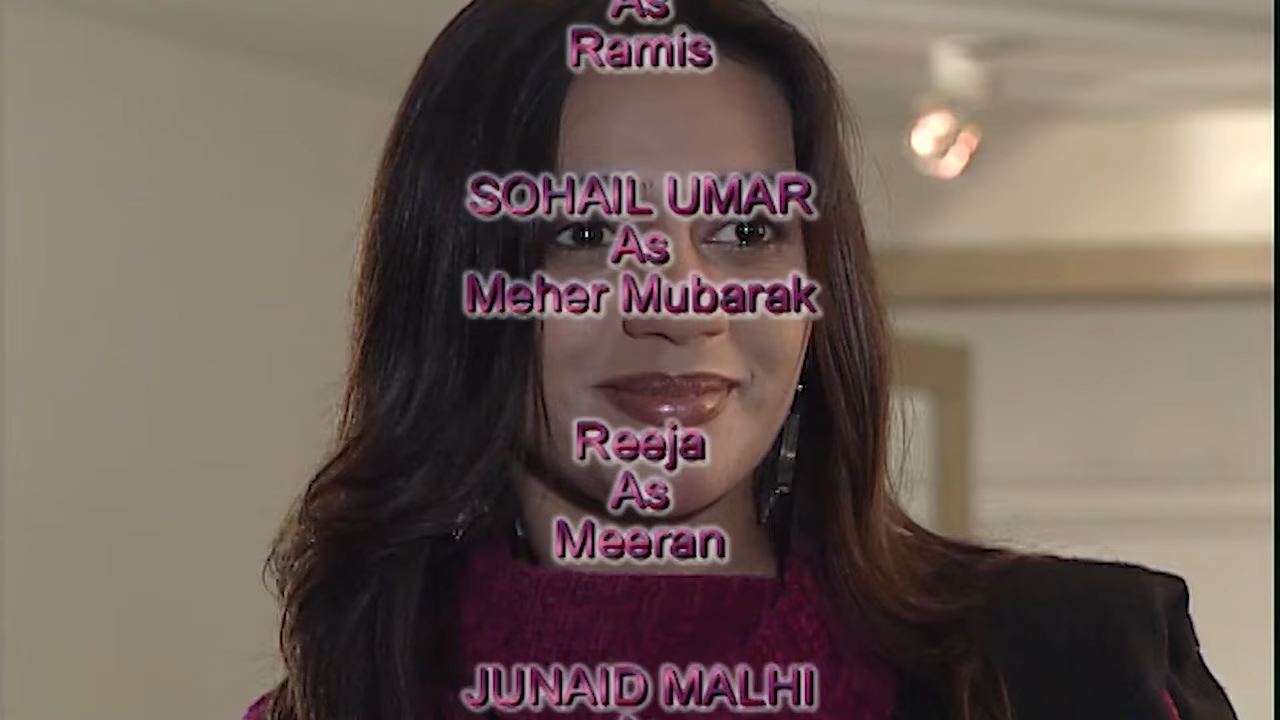 As
Ramis
SOHAIL UMAR
As
Meher Mubarak
Reeja
As
Meeran
JUNAID MALHI